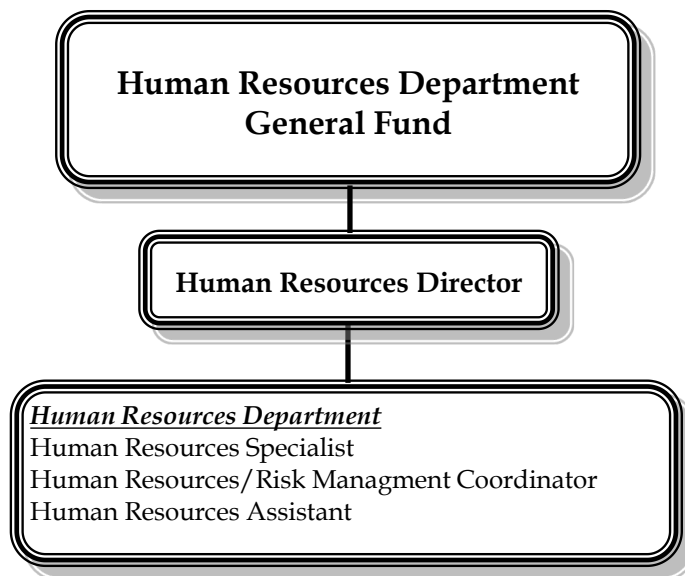 Human Resources Department
General Fund
Human Resources Director
Human Resources Department
Human Resources Specialist
Human Resources/Risk Managment Coordinator
Human Resources Assistant